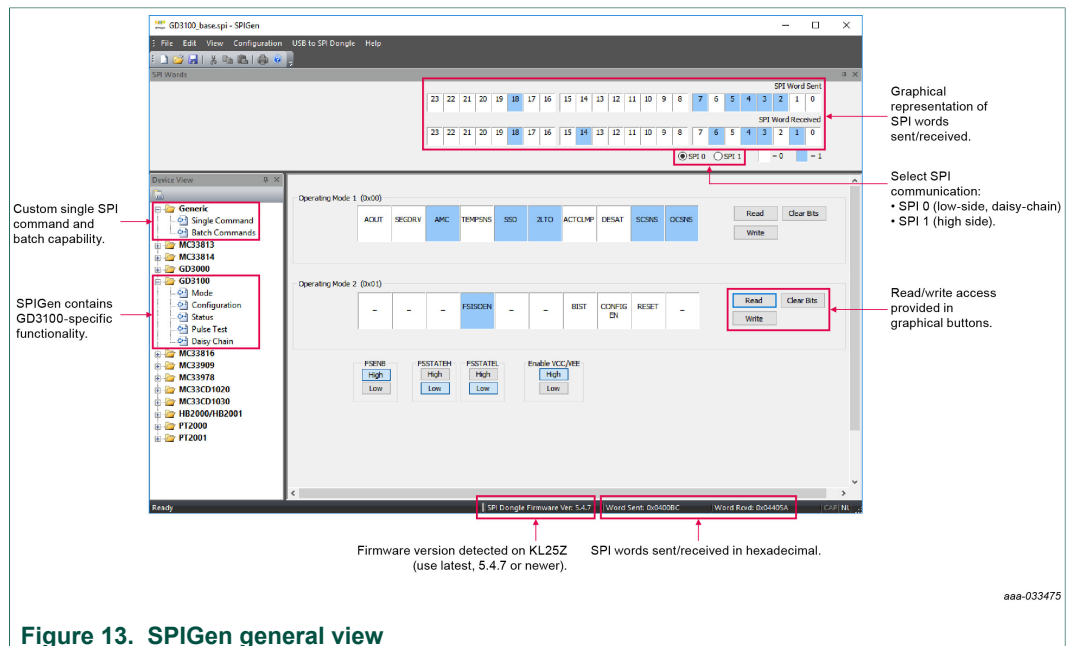 GD3100_base.spi - SPIGen
File Edit View Configuration USB to SPI Dongle Help
SPI Words
SPI Word Sent
23 22 21 20 19 18 17 16 15 14 13 12 11 10 9 8 7 6 5 4 3 2 1 0
SPI Word Received
23 22 21 20 19 18 17 16 15 14 13 12 11 10 9 8 7 6 5 4 3 2 1 0
SPI 0 SPI 1 = 0 = 1
Graphical
representation of
SPI words
sent/received.
Select SPI
communication:
• SPI 0 (low-side, daisy-chain)
• SPI 1 (high side).
Read/write access
provided in
graphical buttons.
Custom single SPI
command and
batch capability.
SPIGen contains
GD3100-specific
functionality.
Device View
Generic
Single Command
Batch Commands
MC33813
MC33814
GD3000
GD3100
Mode
Configuration
Status
Pulse Test
Daisy Chain
MC33816
MC33909
MC33978
MC33CD1020
MC33CD1030
HB2000/HB2001
PT2000
PT2001
Operating Mode 1 (0x00)
AOUT SEGDRV AMC TEMPSNS SSD 2LTO ACTCLMP DESAT SCSNS OCSNS
Read Clear Bits
Write
Operating Mode 2 (0x01)
– – – FSISOEN – – BIST CONFIG EN RESET –
Read Clear Bits
Write
FSENB FSSTATEH FSSTATEL Enable VCC/VEE
High High High High
Low Low Low Low
Ready SPI Dongle Firmware Ver: 5.4.7 Word Sent: 0x0400BC Word Rcvd: 0x04405A CAP
Firmware version detected on KL25Z
(use latest, 5.4.7 or newer).
SPI words sent/received in hexadecimal.
aaa-033475
Figure 13. SPIGen general view